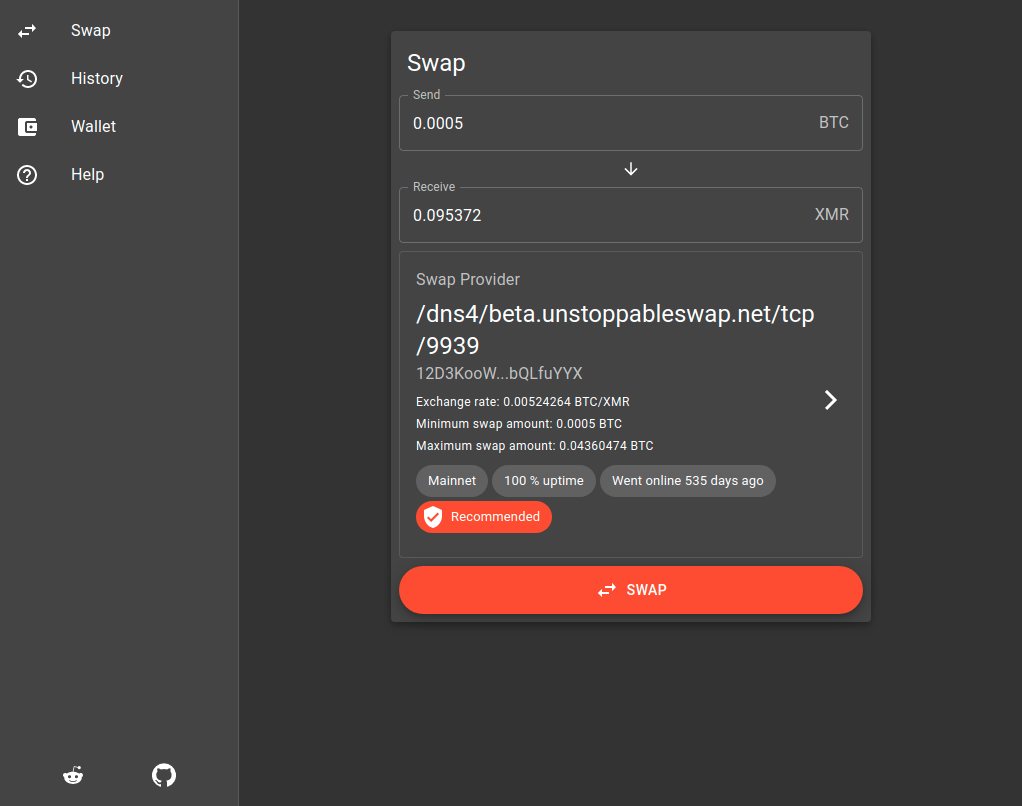 Swap
History
Wallet
Help
Swap
Send
0.0005 BTC
Receive
0.095372 XMR
Swap Provider
/dns4/beta.unstoppableswap.net/tcp
/9939
12D3KooW...bQLfuYYX
Exchange rate: 0.00524264 BTC/XMR
Minimum swap amount: 0.0005 BTC
Maximum swap amount: 0.04360474 BTC
Mainnet 100 % uptime Went online 535 days ago
Recommended
SWAP